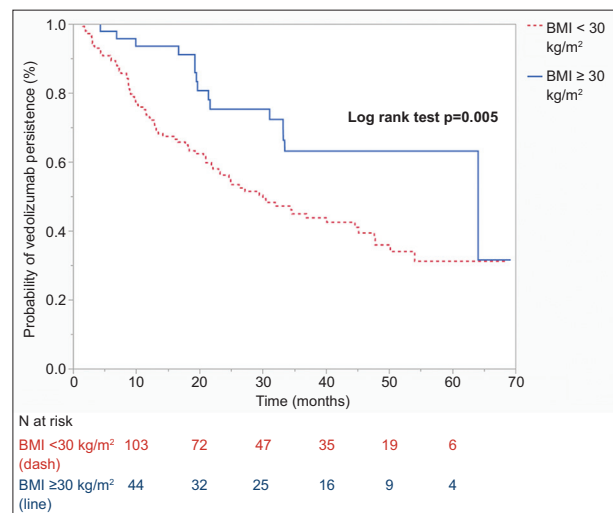 1.0
0.8
0.6
0.4
0.2
0.0
Probability of vedolizumab persistence (%)
BMI < 30
kg/m²
BMI ≥ 30
kg/m²
Log rank test p=0.005
0 10 20 30 40 50 60 70
Time (months)
N at risk
BMI <30 kg/m² 103 72 47 35 19 6
(dash)
BMI ≥30 kg/m² 44 32 25 16 9 4
(line)